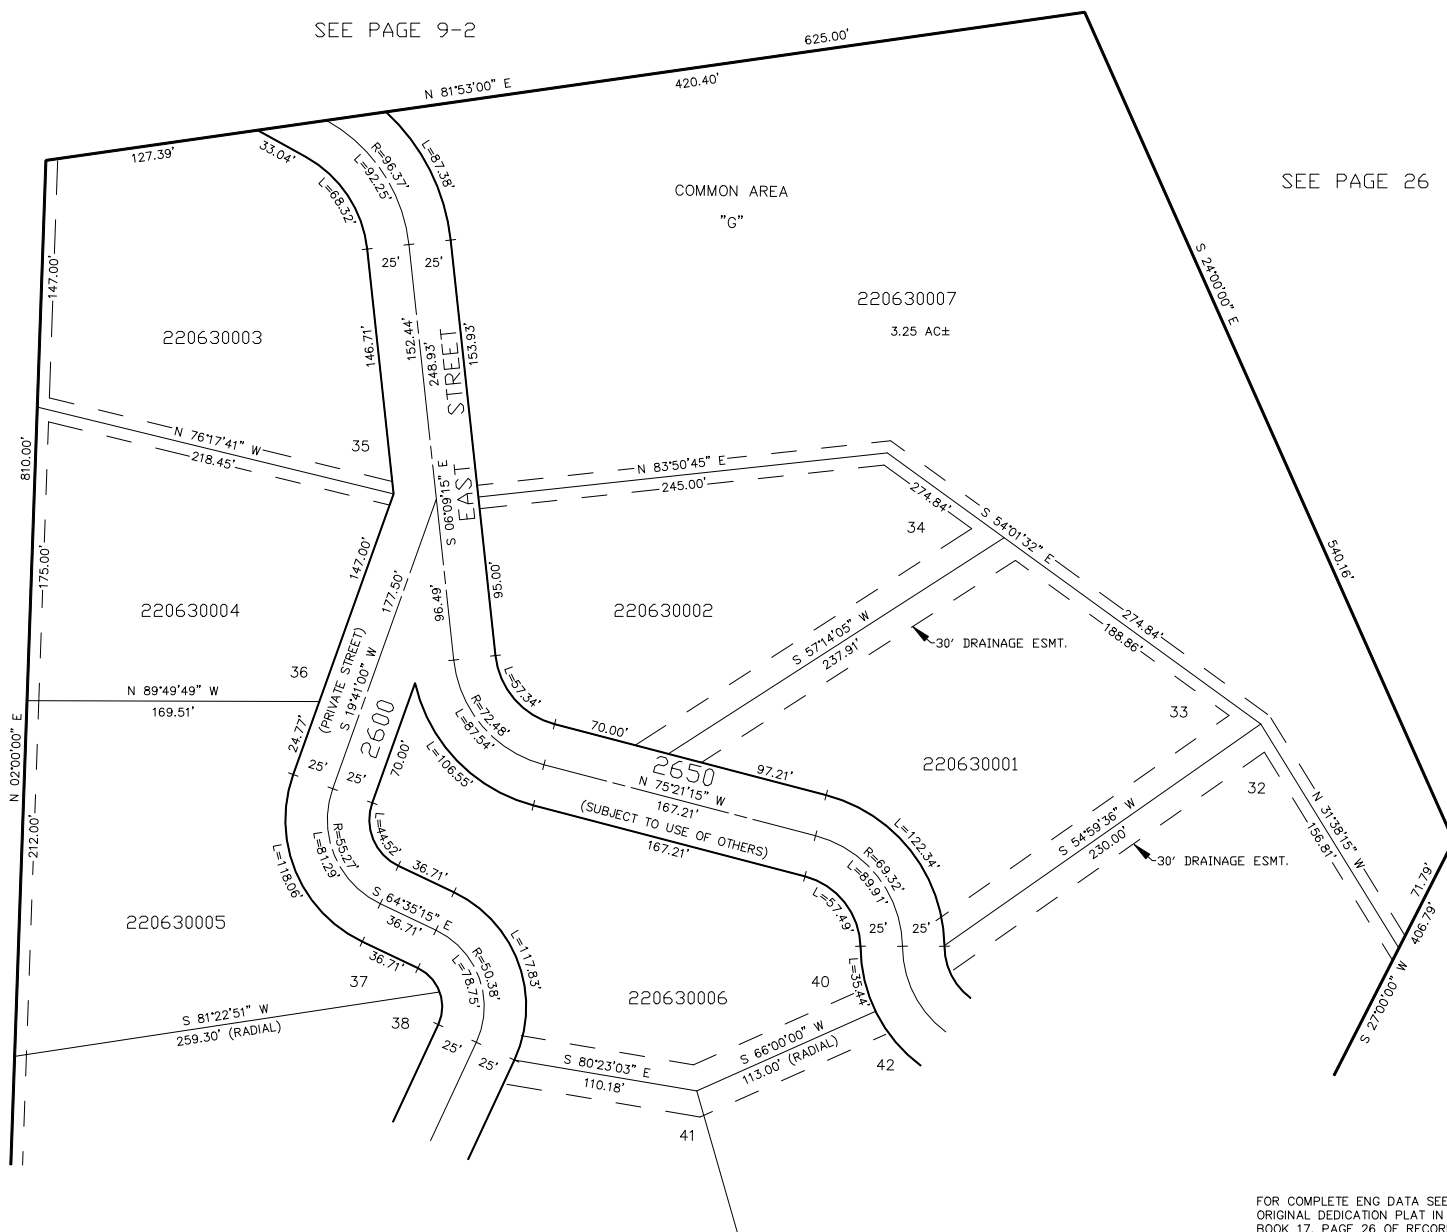 SEE PAGE 9-2
625.00'
N 81°53'00" E
420.40'
127.39'
33.04'
L=68.32'
R=96.37'
L=92.25'
L=87.38'
COMMON AREA
"G"
SEE PAGE 26
S 24°00'00" E
147.00'
25'
25'
220630007
3.25 AC±
220630003
146.71'
152.44'
248.93'
153.93'
EAST STREET
35
N 76°17'41" W
218.45'
810.00'
S 06°09'15" E
N 83°50'45" E
245.00'
274.84'
34
S 54°01'32" E
540.16'
175.00'
147.00'
177.50'
96.49'
95.00'
220630004
220630002
S 57°14'05" W
237.91'
30' DRAINAGE ESMT.
274.84'
188.86'
36
(PRIVATE STREET)
S 19°41'00" W
N 89°49'49" W
169.51'
24.77'
2600
70.00'
L=57.34'
R=72.48'
L=87.54'
L=106.55'
70.00'
33
N 02°00'00" E
25'
25'
2650
97.21'
220630001
N 75°21'15" W
167.21'
(SUBJECT TO USE OF OTHERS)
167.21'
32
N 31°38'15" W
156.81'
212.00'
L=118.06'
L=81.29'
R=55.27'
L=44.52'
36.71'
L=122.34'
R=69.32'
L=89.91'
L=57.49'
S 54°59'36" W
230.00'
30' DRAINAGE ESMT.
71.79'
406.79'
220630005
S 64°35'15" E
36.71'
36.71'
25'
25'
L=117.83'
R=50.38'
L=78.75'
37
220630006
40
L=35.44'
S 27°00'00" W
S 81°22'51" W
259.30' (RADIAL)
38
25'
25'
S 80°23'03" E
110.18'
S 66°00'00" W
113.00' (RADIAL)
42
41
FOR COMPLETE ENG DATA SEE
ORIGINAL DEDICATION PLAT IN
BOOK 17, PAGE 26 OF RECOR